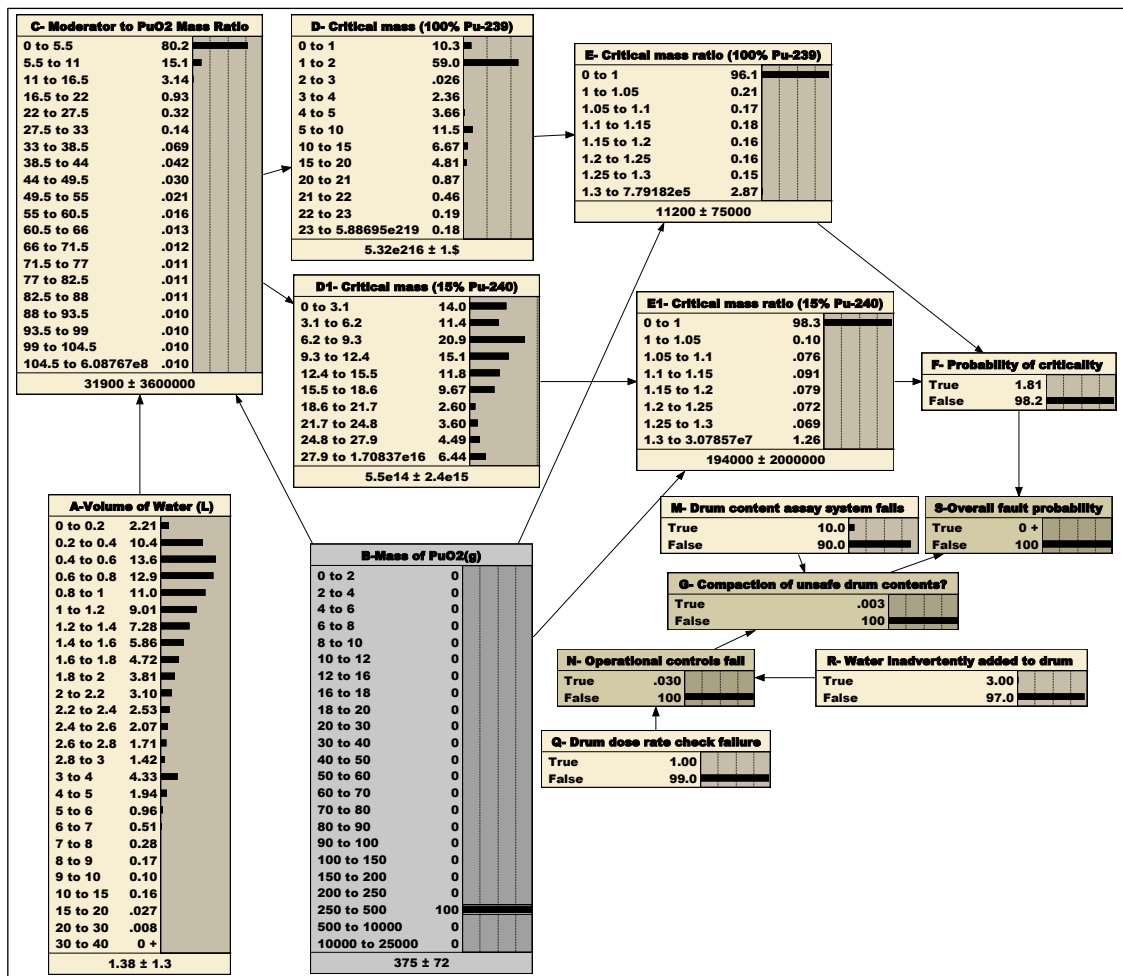 C- Moderator to PuO2 Mass Ratio
0 to 5.5 80.2
5.5 to 11 15.1
11 to 16.5 3.14
16.5 to 22 0.93
22 to 27.5 0.32
27.5 to 33 0.14
33 to 38.5 .069
38.5 to 44 .042
44 to 49.5 .030
49.5 to 55 .021
55 to 60.5 .016
60.5 to 66 .013
66 to 71.5 .012
71.5 to 77 .011
77 to 82.5 .011
82.5 to 88 .011
88 to 93.5 .010
93.5 to 99 .010
99 to 104.5 .010
104.5 to 6.08767e8 .010
31900 ± 3600000
D- Critical mass (100% Pu-239)
0 to 1 10.3
1 to 2 59.0
2 to 3 .026
3 to 4 2.36
4 to 5 3.66
5 to 10 11.5
10 to 15 6.67
15 to 20 4.81
20 to 21 0.87
21 to 22 0.46
22 to 23 0.19
23 to 5.88695e219 0.18
5.32e216 ± 1.$
E- Critical mass ratio (100% Pu-239)
0 to 1 96.1
1 to 1.05 0.21
1.05 to 1.1 0.17
1.1 to 1.15 0.18
1.15 to 1.2 0.16
1.2 to 1.25 0.16
1.25 to 1.3 0.15
1.3 to 7.79182e5 2.87
11200 ± 75000
D1- Critical mass (15% Pu-240)
0 to 3.1 14.0
3.1 to 6.2 11.4
6.2 to 9.3 20.9
9.3 to 12.4 15.1
12.4 to 15.5 11.8
15.5 to 18.6 9.67
18.6 to 21.7 2.60
21.7 to 24.8 3.60
24.8 to 27.9 4.49
27.9 to 1.70837e16 6.44
5.5e14 ± 2.4e15
E1- Critical mass ratio (15% Pu-240)
0 to 1 98.3
1 to 1.05 0.10
1.05 to 1.1 .076
1.1 to 1.15 .091
1.15 to 1.2 .079
1.2 to 1.25 .072
1.25 to 1.3 .069
1.3 to 3.07857e7 1.26
194000 ± 2000000
F- Probability of criticality
True 1.81
False 98.2
A-Volume of Water (L)
0 to 0.2 2.21
0.2 to 0.4 10.4
0.4 to 0.6 13.6
0.6 to 0.8 12.9
0.8 to 1 11.0
1 to 1.2 9.01
1.2 to 1.4 7.28
1.4 to 1.6 5.86
1.6 to 1.8 4.72
1.8 to 2 3.81
2 to 2.2 3.10
2.2 to 2.4 2.53
2.4 to 2.6 2.07
2.6 to 2.8 1.71
2.8 to 3 1.42
3 to 4 4.33
4 to 5 1.94
5 to 6 0.96
6 to 7 0.51
7 to 8 0.28
8 to 9 0.17
9 to 10 0.10
10 to 15 0.16
15 to 20 .027
20 to 30 .008
30 to 40 0 +
1.38 ± 1.3
B-Mass of PuO2(g)
0 to 2 0
2 to 4 0
4 to 6 0
6 to 8 0
8 to 10 0
10 to 12 0
12 to 16 0
16 to 18 0
18 to 20 0
20 to 30 0
30 to 40 0
40 to 50 0
50 to 60 0
60 to 70 0
70 to 80 0
80 to 90 0
90 to 100 0
100 to 150 0
150 to 200 0
200 to 250 0
250 to 500 100
500 to 10000 0
10000 to 25000 0
375 ± 72
M- Drum content assay system fails
True 10.0
False 90.0
S-Overall fault probability
True 0 +
False 100
G- Compaction of unsafe drum contents?
True .003
False 100
N- Operational controls fail
True .030
False 100
R- Water inadvertently added to drum
True 3.00
False 97.0
Q- Drum dose rate check failure
True 1.00
False 99.0